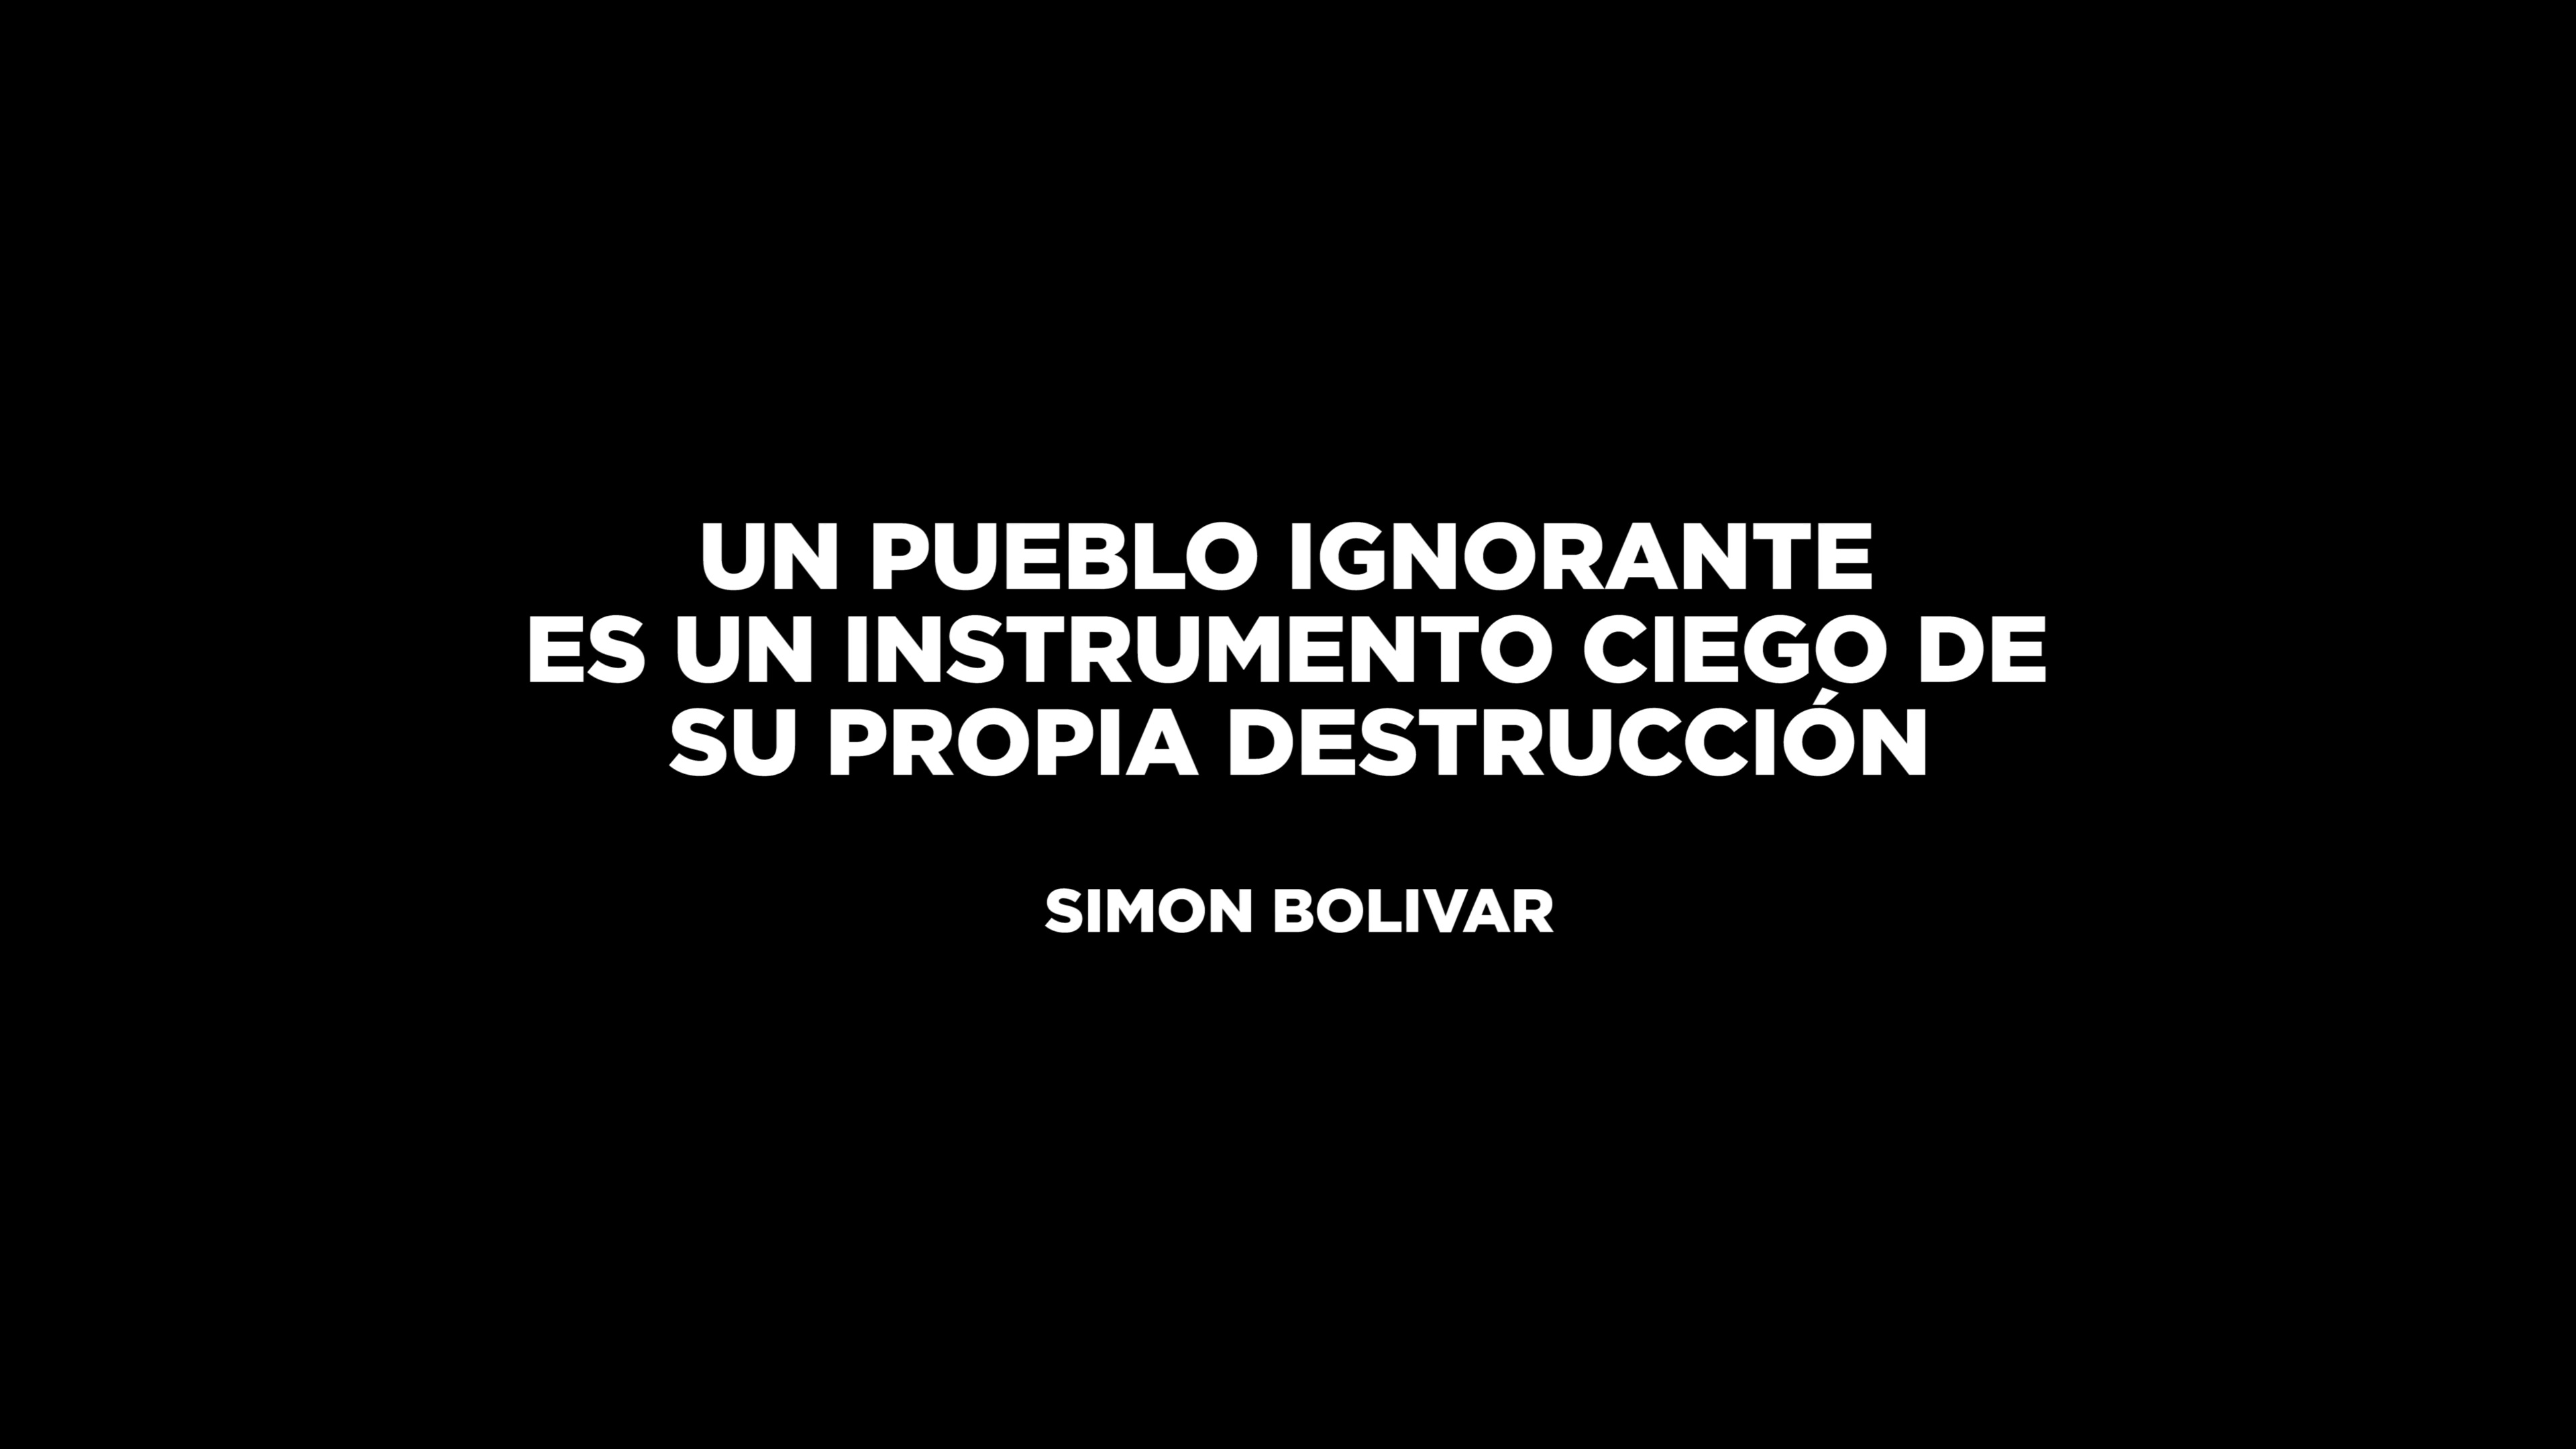 UN PUEBLO IGNORANTE
ES UN INSTRUMENTO CIEGO DE
SU PROPIA DESTRUCCIÓN
SIMON BOLIVAR